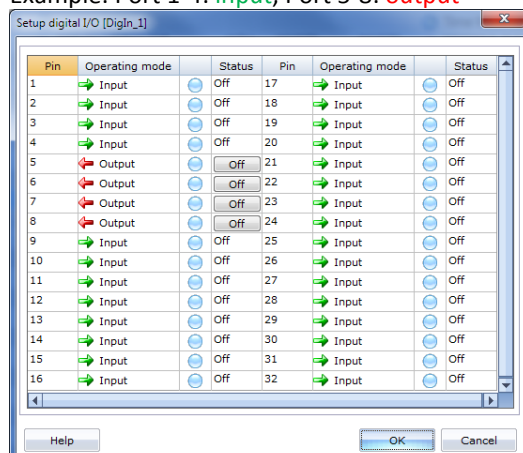 Example: Port 1-4: Input, Port 5-8: Output
Setup digital I/O [DigIn_1]
Pin Operating mode Status Pin Operating mode Status
1 Input Off 17 Input Off
2 Input Off 18 Input Off
3 Input Off 19 Input Off
4 Input Off 20 Input Off
5 Output Off 21 Input Off
6 Output Off 22 Input Off
7 Output Off 23 Input Off
8 Output Off 24 Input Off
9 Input Off 25 Input Off
10 Input Off 26 Input Off
11 Input Off 27 Input Off
12 Input Off 28 Input Off
13 Input Off 29 Input Off
14 Input Off 30 Input Off
15 Input Off 31 Input Off
16 Input Off 32 Input Off
Help OK Cancel